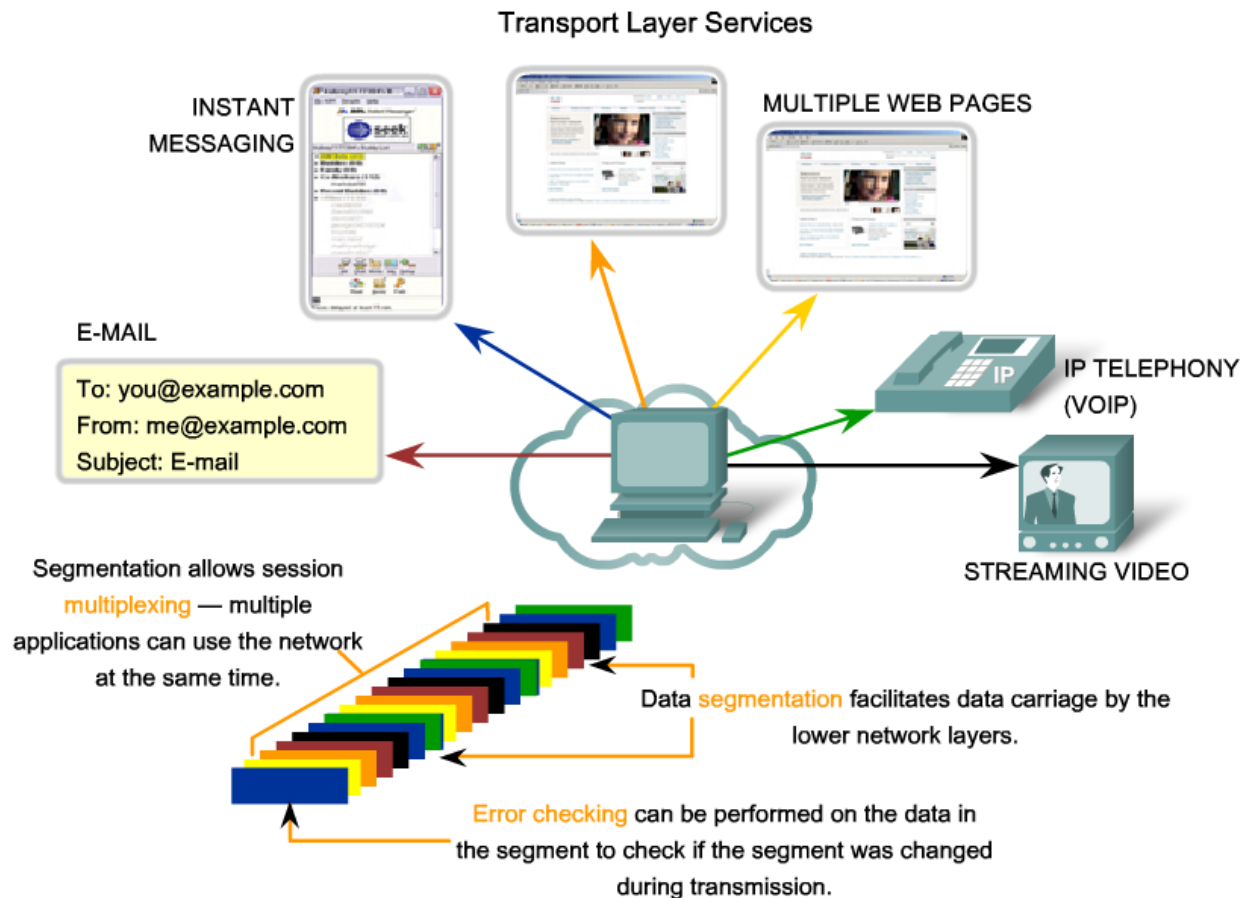 Transport Layer Services
INSTANT
MESSAGING
seek
MULTIPLE WEB PAGES
E-MAIL
To: you@example.com
From: me@example.com
Subject: E-mail
IP
IP TELEPHONY
(VOIP)
STREAMING VIDEO
Segmentation allows session
multiplexing — multiple
applications can use the network
at the same time.
Data segmentation facilitates data carriage by the
lower network layers.
Error checking can be performed on the data in
the segment to check if the segment was changed
during transmission.